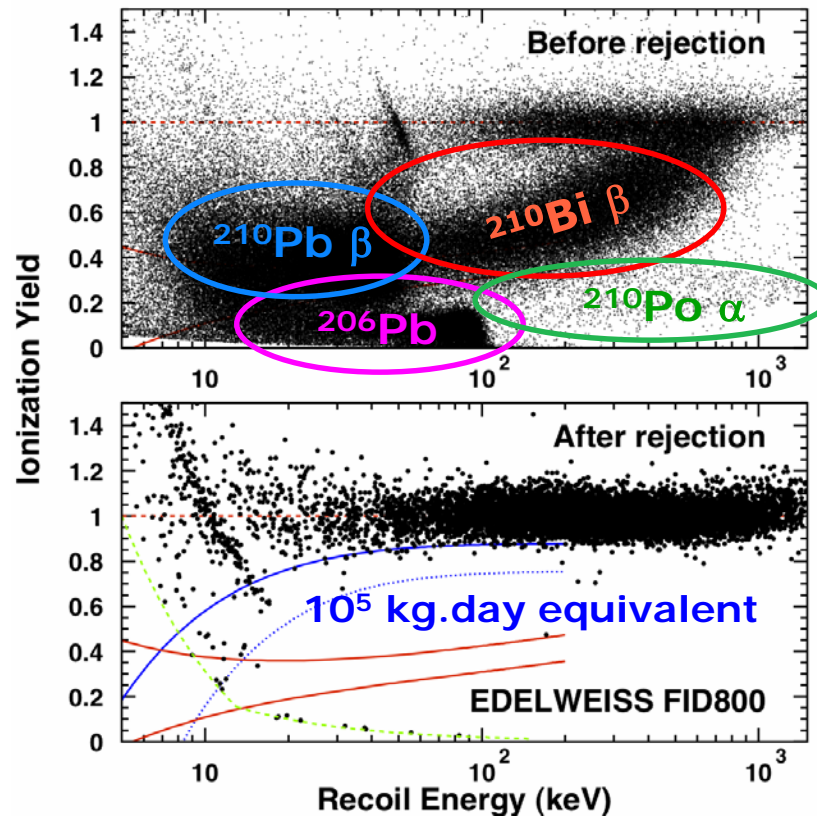 Ionization Yield
Before rejection
1.4
1.2
1
0.8
0.6
0.4
0.2
0
²¹⁰Pb β
²¹⁰Bi β
²⁰⁶Pb
²¹⁰Po α
10
10²
10³
After rejection
1.4
1.2
1
0.8
0.6
0.4
0.2
0
10⁵ kg.day equivalent
EDELWEISS FID800
10
10²
10³
Recoil Energy (keV)